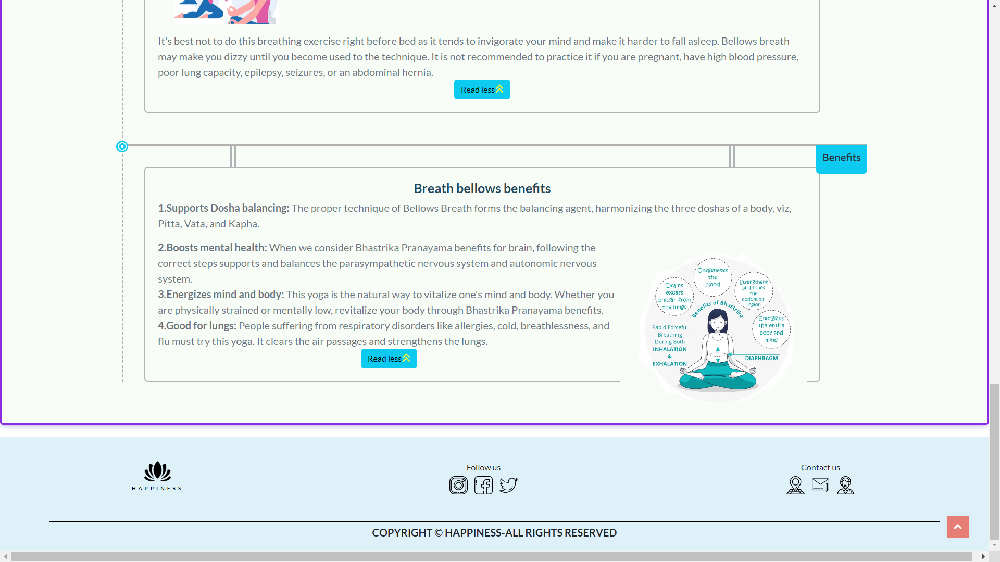 It's best not to do this breathing exercise right before bed as it tends to invigorate your mind and make it harder to fall asleep. Bellows breath
may make you dizzy until you become used to the technique. It is not recommended to practice it if you are pregnant, have high blood pressure,
poor lung capacity, epilepsy, seizures, or an abdominal hernia.
Read less
Benefits
Breath bellows benefits
1.Supports Dosha balancing: The proper technique of Bellows Breath forms the balancing agent, harmonizing the three doshas of a body, viz,
Pitta, Vata, and Kapha.
2.Boosts mental health: When we consider Bhastrika Pranayama benefits for brain, following the
correct steps supports and balances the parasympathetic nervous system and autonomic nervous
system.
3.Energizes mind and body: This yoga is the natural way to vitalize one's mind and body. Whether you
are physically strained or mentally low, revitalize your body through Bhastrika Pranayama benefits.
4.Good for lungs: People suffering from respiratory disorders like allergies, cold, breathlessness, and
flu must try this yoga. It clears the air passages and strengthens the lungs.
Read less
Oxygenates
the
blood
Drains
excess
phlegm from
the lungs
Strengthens
and tones
the
abdominal
region
Benefits of Bhastrika
Energizes
the entire
body and
mind
Rapid Forceful
Breathing
During Both
INHALATION
&
EXHALATION
DIAPHRAGM
HAPPINESS
Follow us
Contact us
COPYRIGHT © HAPPINESS-ALL RIGHTS RESERVED